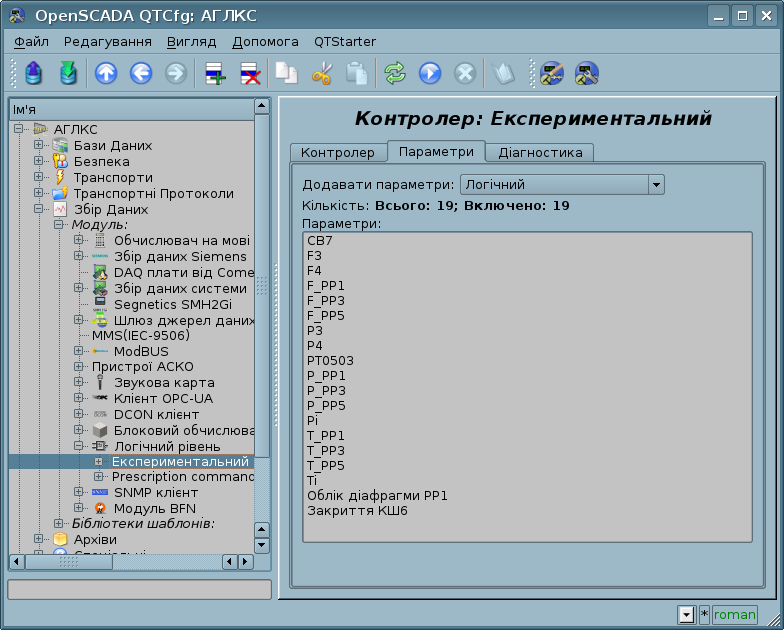 OpenSCADA QTCfg: АГЛКС
Файл Редагування Вигляд Допомога QTStarter
Ім'я
АГЛКС
Бази Даних
Безпека
Транспорти
Транспортні Протоколи
Збір Даних
Модуль:
Обчислювач на мові
Збір даних Siemens
DAQ плати від Come
Збір даних системи
Segnetics SMH2Gi
Шлюз джерел даних
MMS(IEC-9506)
ModBUS
Пристрої АСКО
Звукова карта
Клієнт OPC-UA
DCON клієнт
Блоковий обчислюва
Логічний рівень
Експериментальний
Prescription command
SNMP клієнт
Модуль BFN
Бібліотеки шаблонів:
Архіви
Спеціальні
Контролер: Експериментальний
Контролер Параметри Діагностика
Додавати параметри: Логічний
Кількість: Всього: 19; Включено: 19
Параметри:
CB7
F3
F4
F_PP1
F_PP3
F_PP5
P3
P4
PT0503
P_PP1
P_PP3
P_PP5
Pi
T_PP1
T_PP3
T_PP5
Ti
Облік діафрагми PP1
Закриття КШ6
* roman